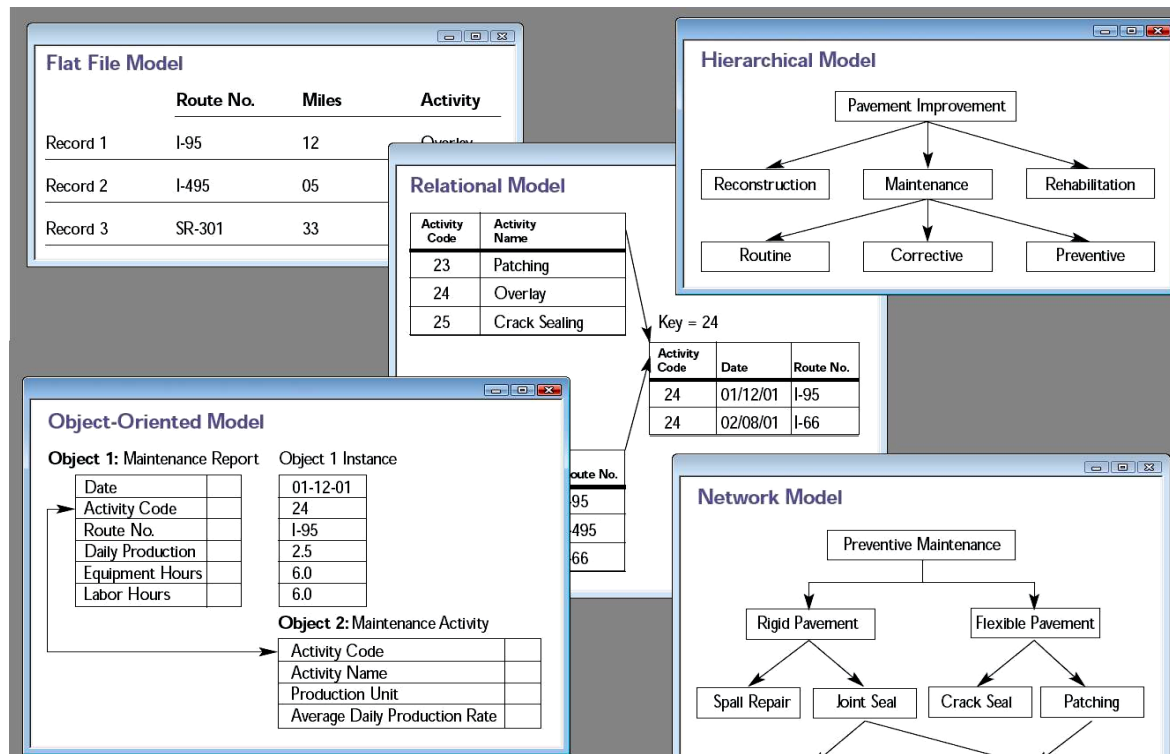 Flat File Model
Route No. Miles Activity
Record 1 I-95 12 Overlay
Record 2 I-495 05
Record 3 SR-301 33
Hierarchical Model
Pavement Improvement
Reconstruction Maintenance Rehabilitation
Routine Corrective Preventive
Relational Model
Activity Code Activity Name
23 Patching
24 Overlay
25 Crack Sealing
Key = 24
Activity Code Date Route No.
24 01/12/01 I-95
24 02/08/01 I-66
oute No.
-95
-495
-66
Object-Oriented Model
Object 1: Maintenance Report Object 1 Instance
Date 01-12-01
Activity Code 24
Route No. I-95
Daily Production 2.5
Equipment Hours 6.0
Labor Hours 6.0
Object 2: Maintenance Activity
Activity Code
Activity Name
Production Unit
Average Daily Production Rate
Network Model
Preventive Maintenance
Rigid Pavement Flexible Pavement
Spall Repair Joint Seal Crack Seal Patching